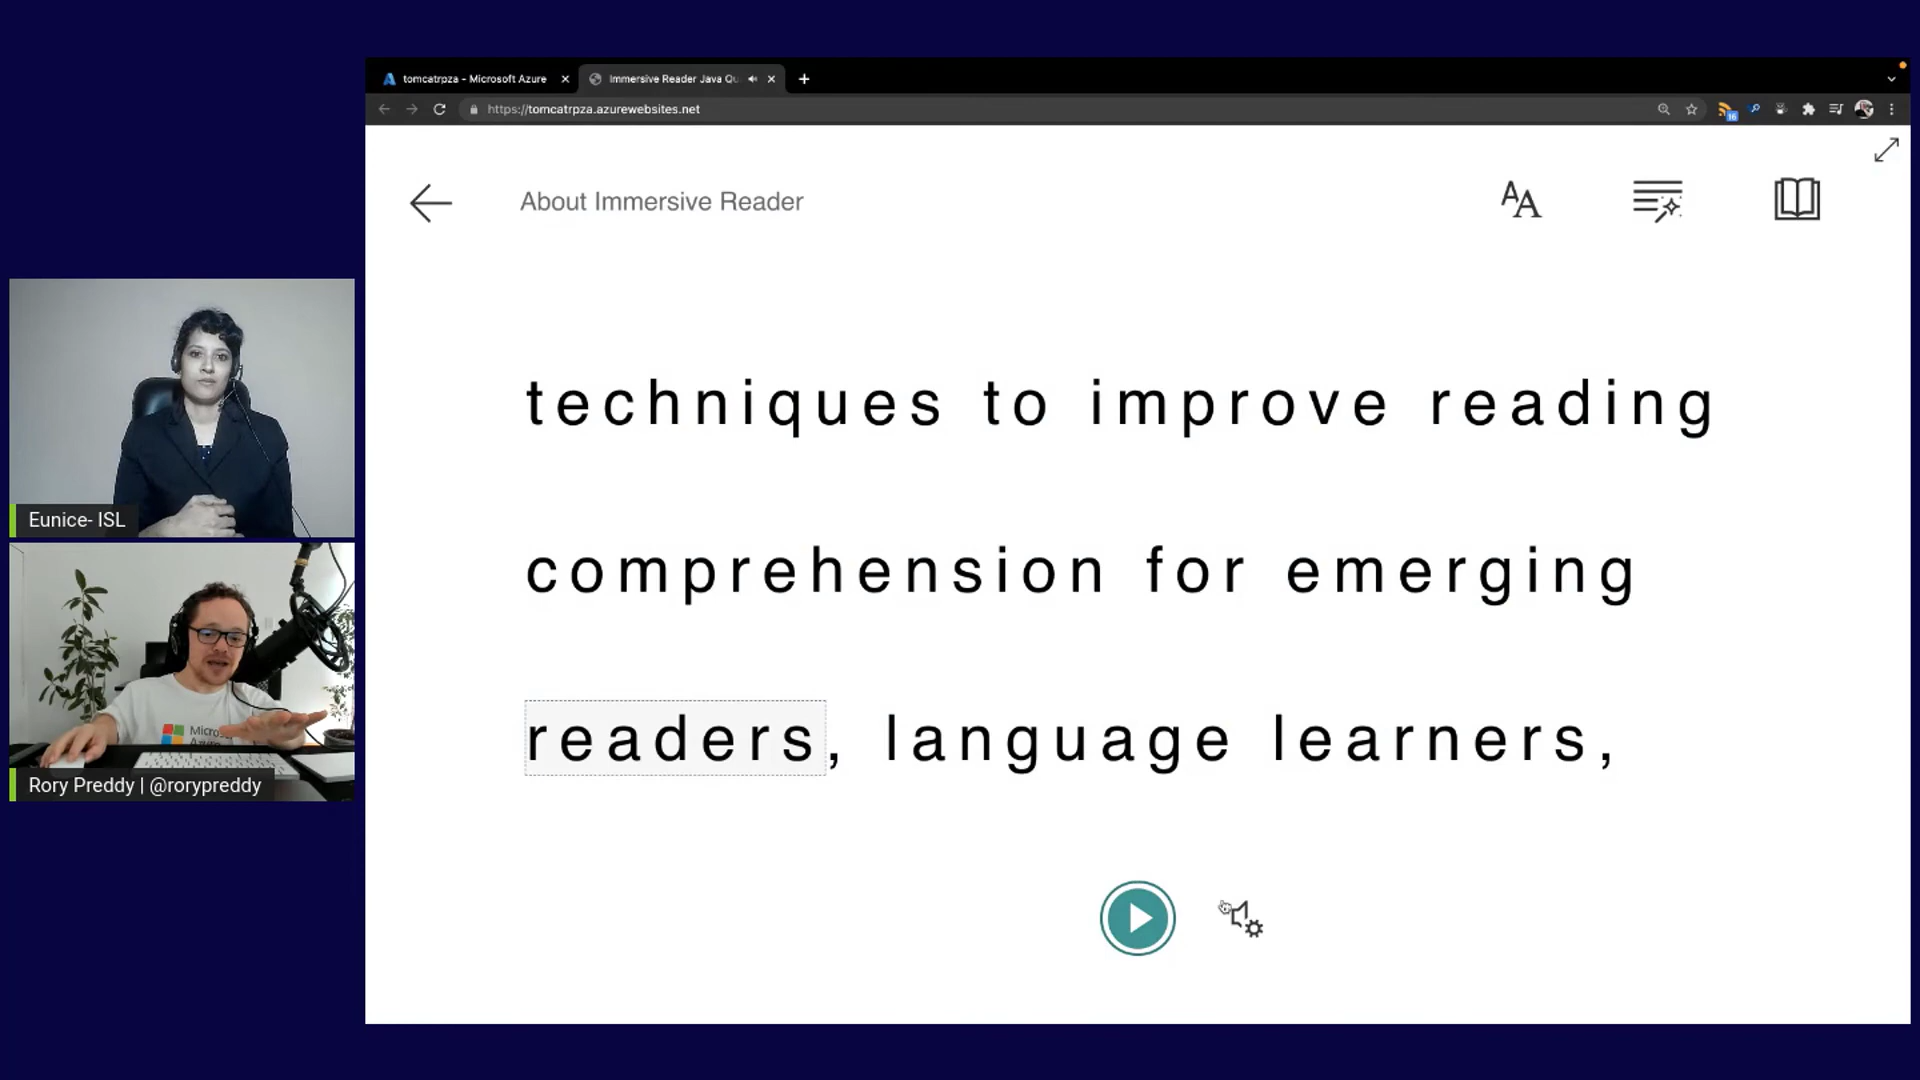 tomcatrpza - Microsoft Azure
Immersive Reader Java Qu
https://tomcatrpza.azurewebsites.net
16
About Immersive Reader
techniques to improve reading
comprehension for emerging
readers, language learners,
Eunice- ISL
Rory Preddy | @rorypreddy